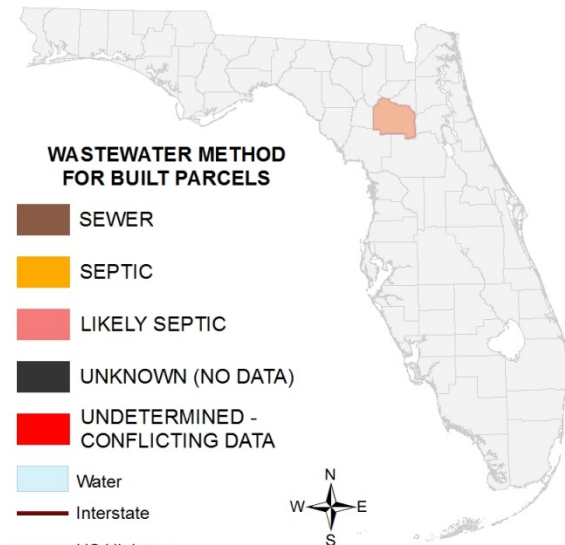 WASTEWATER METHOD
FOR BUILT PARCELS
SEWER
SEPTIC
LIKELY SEPTIC
UNKNOWN (NO DATA)
UNDETERMINED -
CONFLICTING DATA
Water
Interstate
N
W E
S